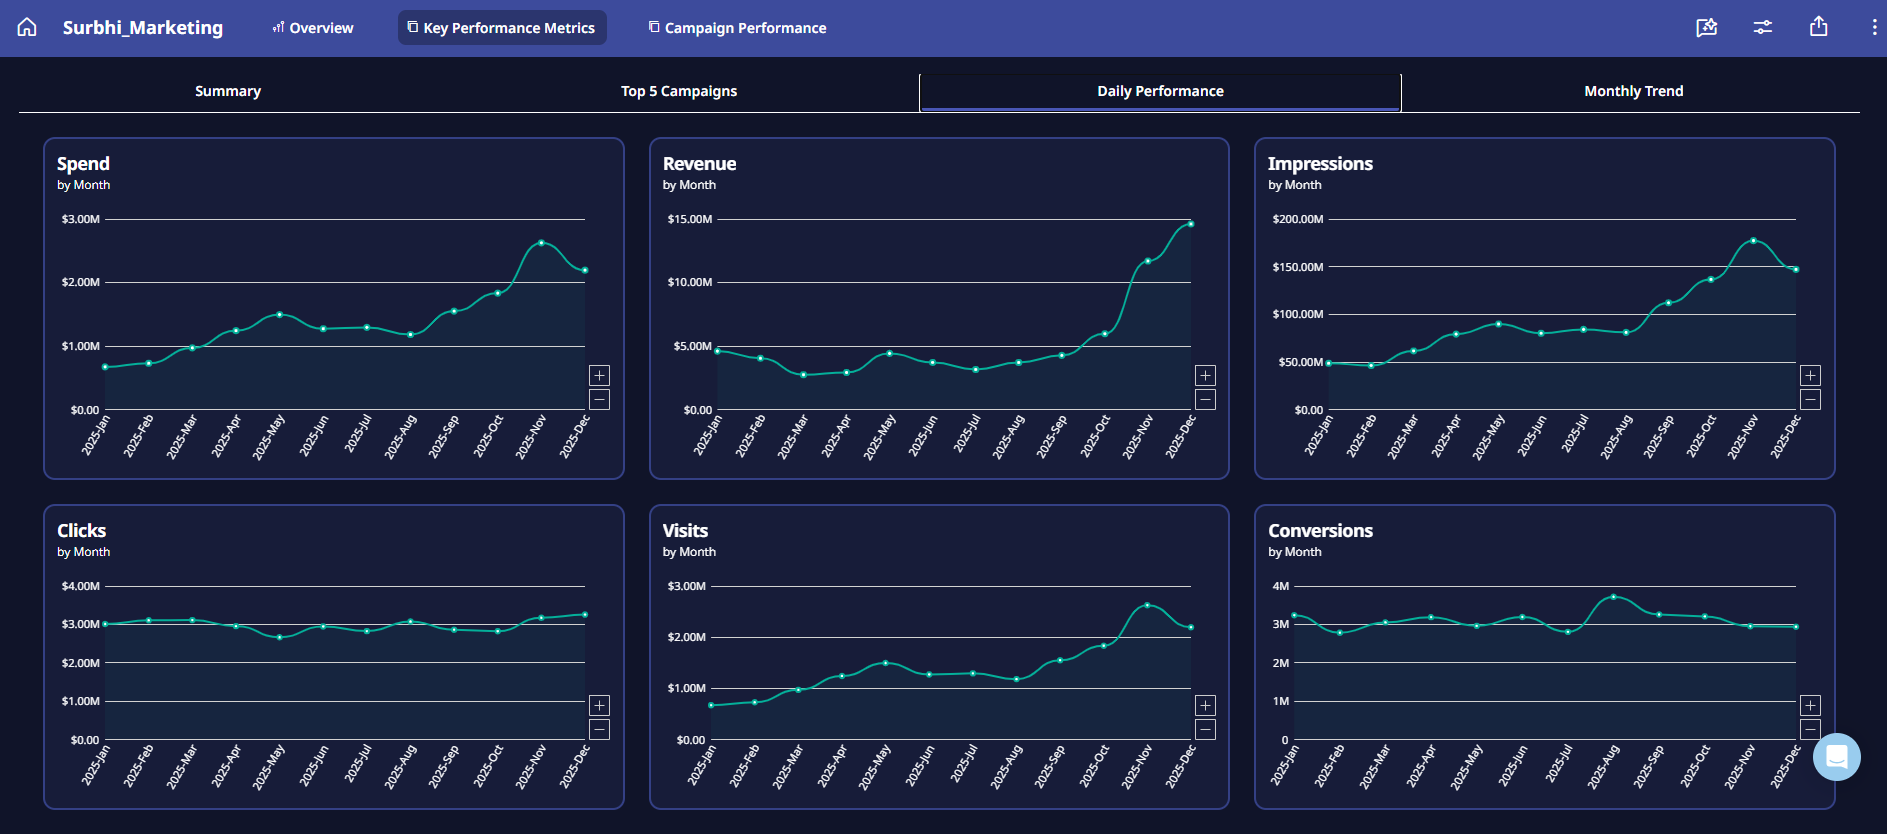 Surbhi_Marketing
Overview
Key Performance Metrics
Campaign Performance
Summary
Top 5 Campaigns
Daily Performance
Monthly Trend
Spend
by Month
$3.00M
$2.00M
$1.00M
$0.00
2025-Jan
2025-Feb
2025-Mar
2025-Apr
2025-May
2025-Jun
2025-Jul
2025-Aug
2025-Sep
2025-Oct
2025-Nov
2025-Dec
Revenue
by Month
$15.00M
$10.00M
$5.00M
$0.00
2025-Jan
2025-Feb
2025-Mar
2025-Apr
2025-May
2025-Jun
2025-Jul
2025-Aug
2025-Sep
2025-Oct
2025-Nov
2025-Dec
Impressions
by Month
$200.00M
$150.00M
$100.00M
$50.00M
$0.00
2025-Jan
2025-Feb
2025-Mar
2025-Apr
2025-May
2025-Jun
2025-Jul
2025-Aug
2025-Sep
2025-Oct
2025-Nov
2025-Dec
Clicks
by Month
$4.00M
$3.00M
$2.00M
$1.00M
$0.00
2025-Jan
2025-Feb
2025-Mar
2025-Apr
2025-May
2025-Jun
2025-Jul
2025-Aug
2025-Sep
2025-Oct
2025-Nov
2025-Dec
Visits
by Month
$3.00M
$2.00M
$1.00M
$0.00
2025-Jan
2025-Feb
2025-Mar
2025-Apr
2025-May
2025-Jun
2025-Jul
2025-Aug
2025-Sep
2025-Oct
2025-Nov
2025-Dec
Conversions
by Month
4M
3M
2M
1M
0
2025-Jan
2025-Feb
2025-Mar
2025-Apr
2025-May
2025-Jun
2025-Jul
2025-Aug
2025-Sep
2025-Oct
2025-Nov
2025-Dec